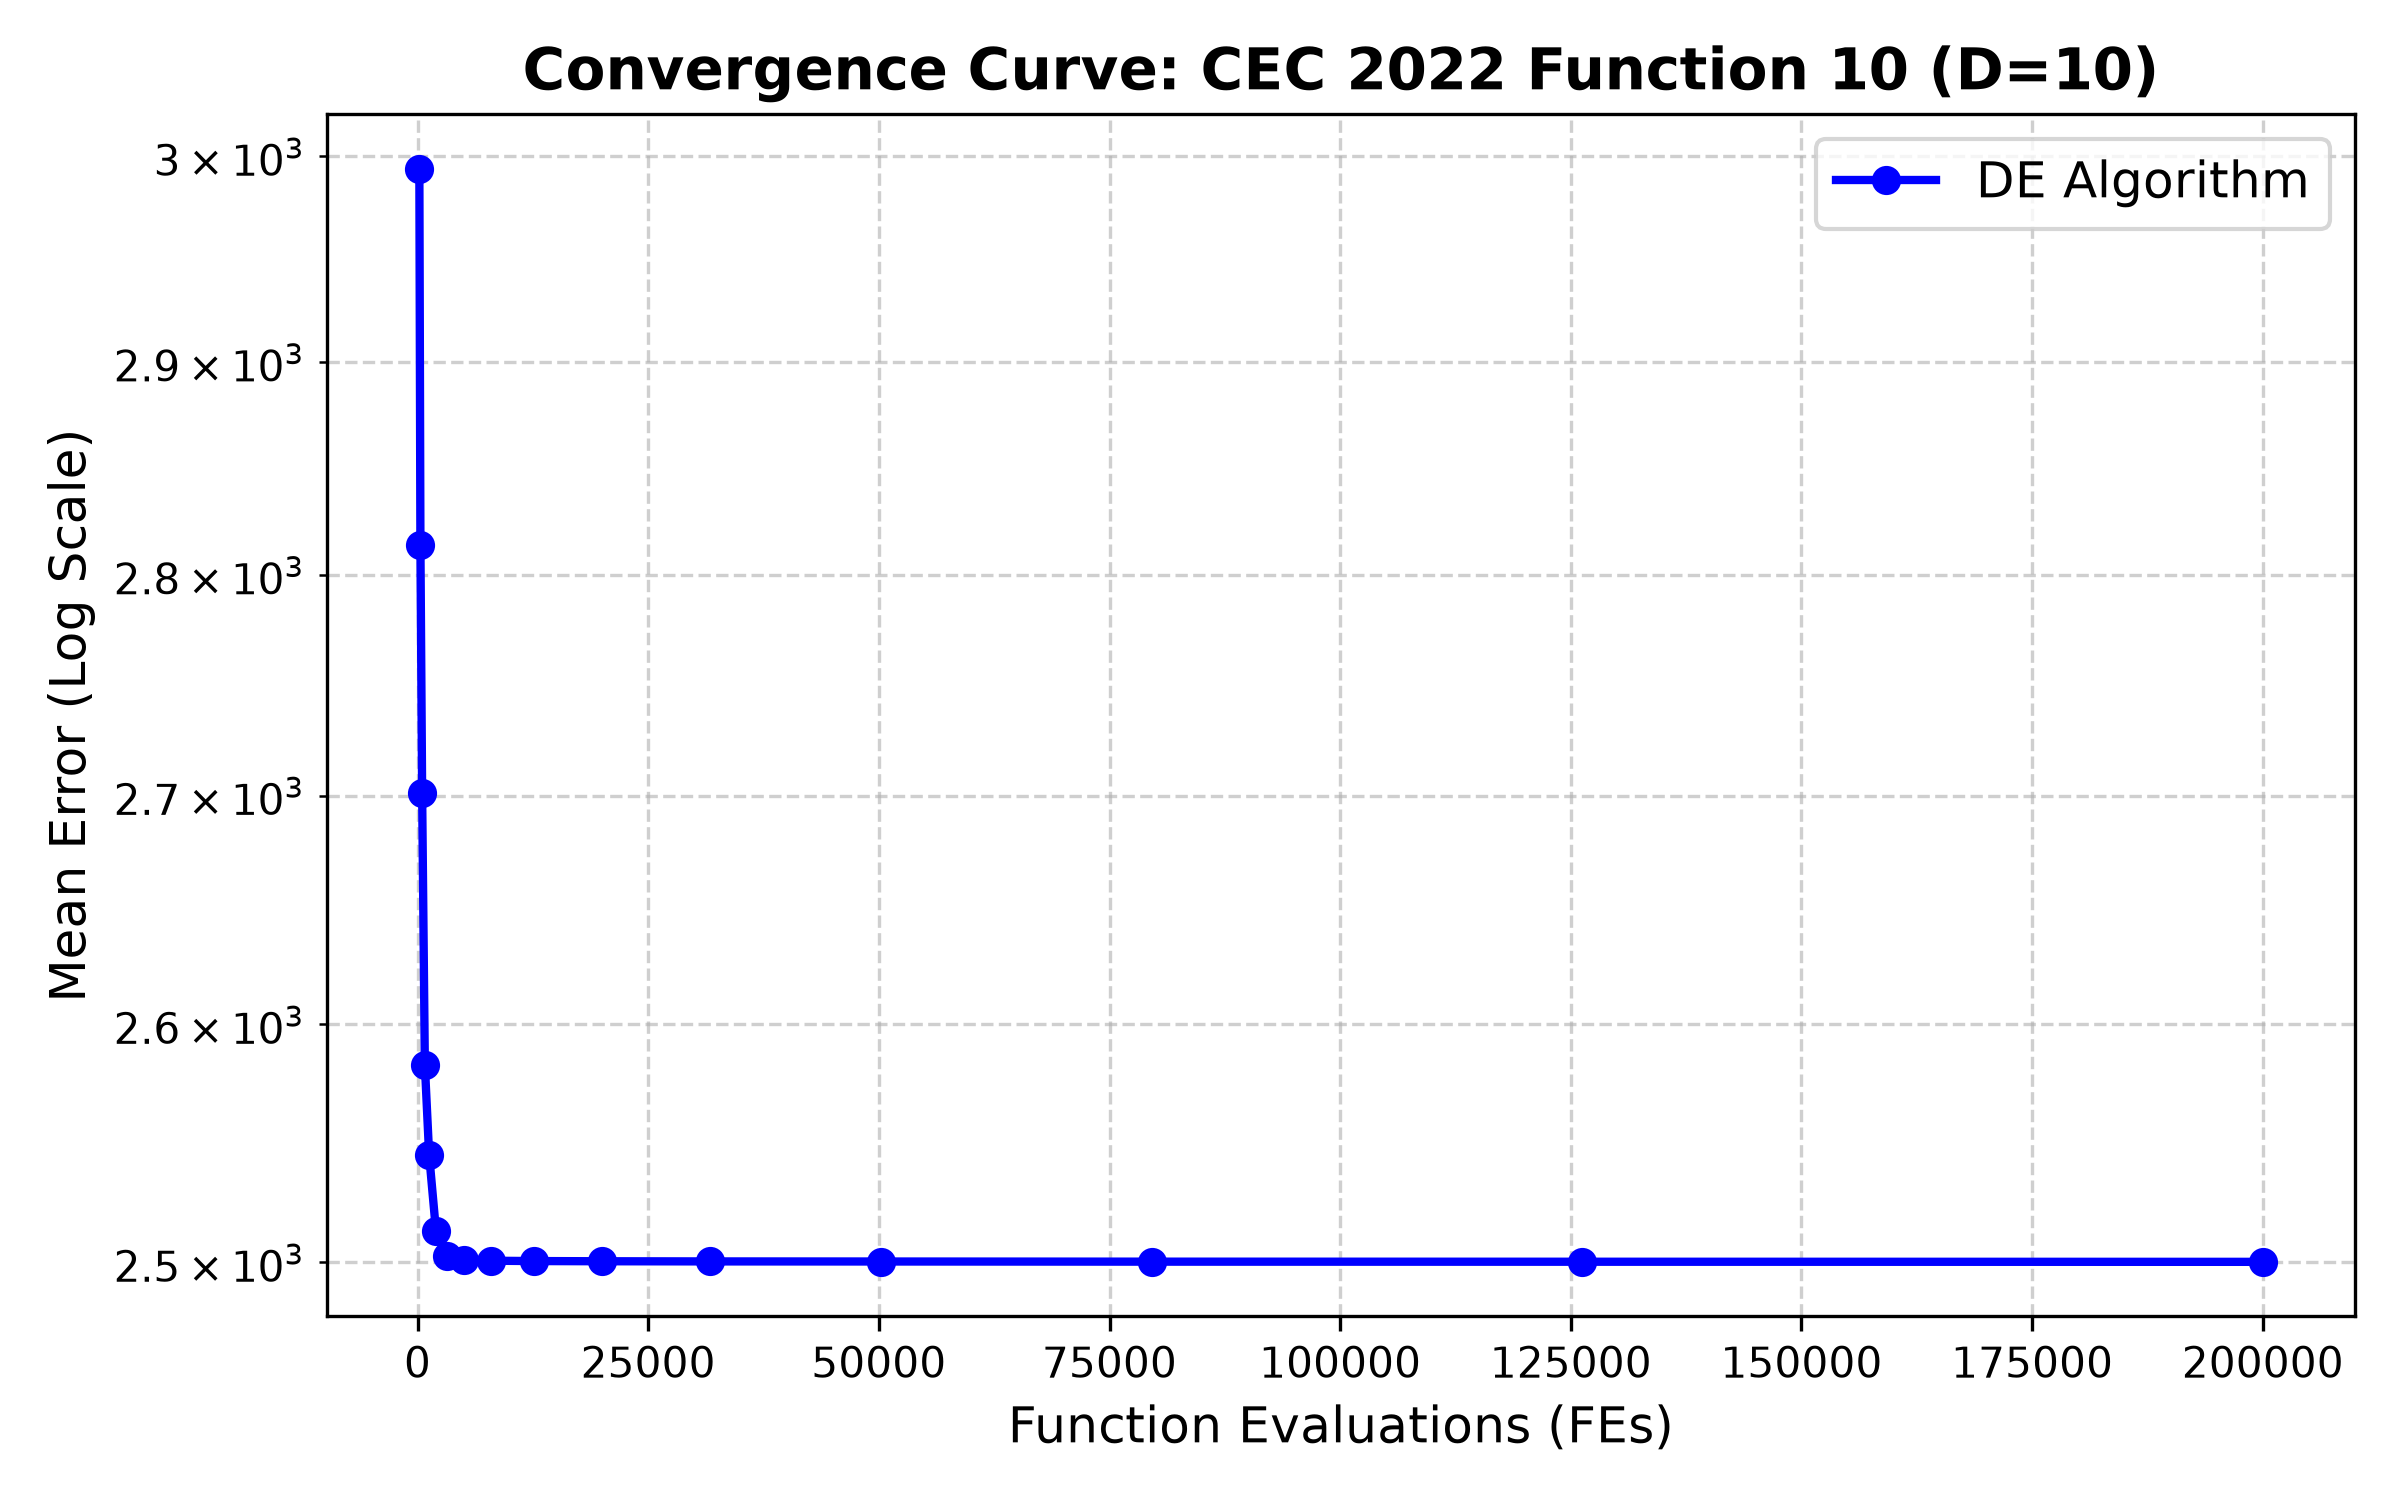 Convergence Curve: CEC 2022 Function 10 (D=10)
DE Algorithm
Mean Error (Log Scale)
3 × 10³
2.9 × 10³
2.8 × 10³
2.7 × 10³
2.6 × 10³
2.5 × 10³
0 25000 50000 75000 100000 125000 150000 175000 200000
Function Evaluations (FEs)